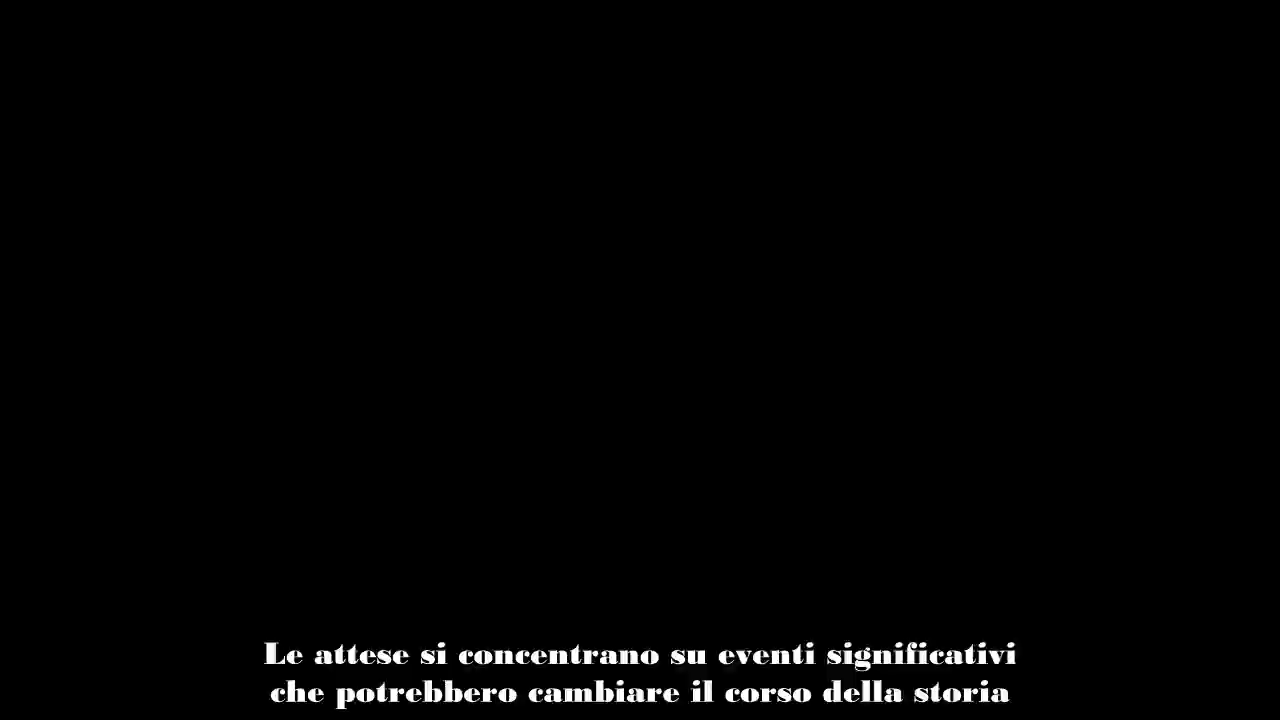 Le attese si concentrano su eventi significativi
che potrebbero cambiare il corso della storia